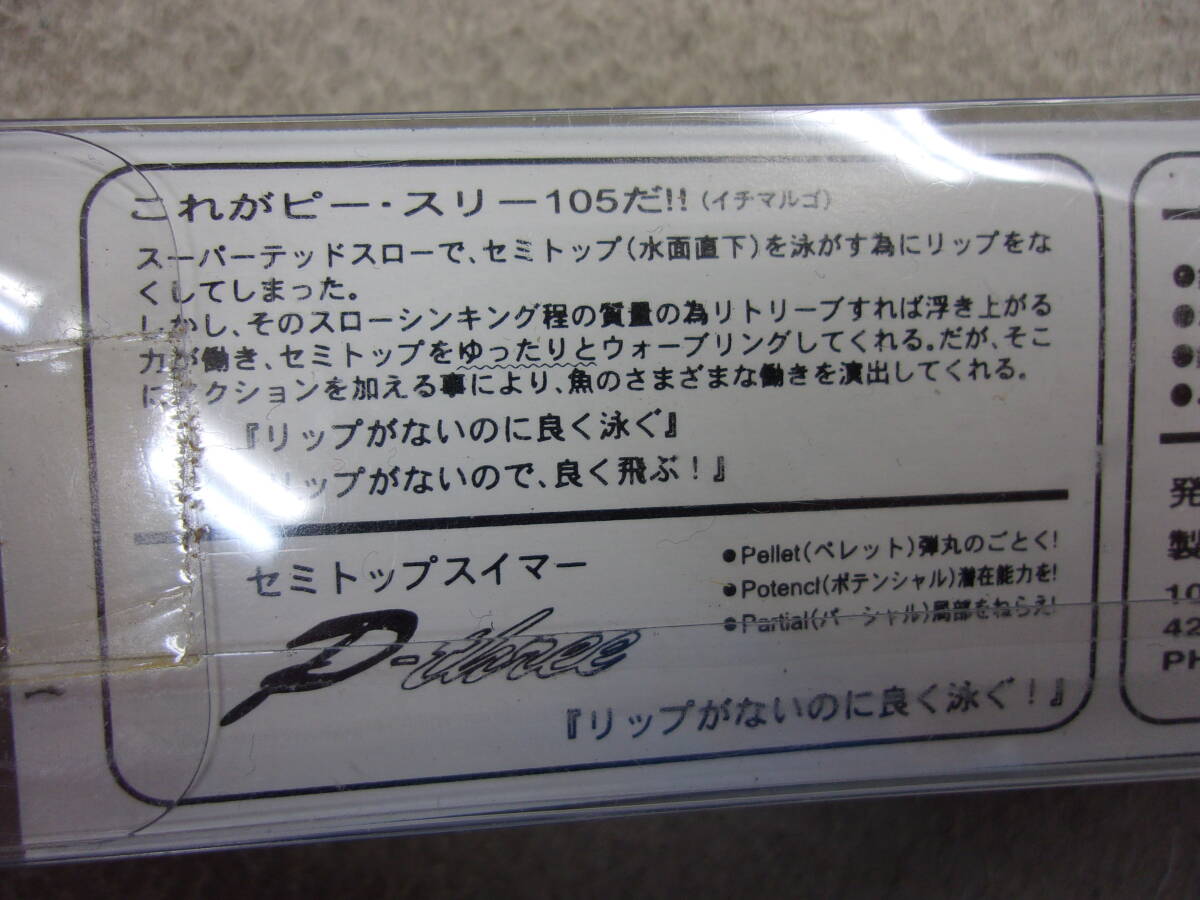 これがピー・スリー105だ!!(イチマルゴ)
スーパーテッドスローで、セミトップ(水面直下)を泳がす為にリップをな
くしてしまった。
しかし、そのスローシンキング程の質量の為リトリーブすれば浮き上がる
力が働き、セミトップをゆったりとウォーブリングしてくれる。だが、そこ
にアクションを加える事により、魚のさまざまな働きを演出してくれる。
『リップがないのに良く泳ぐ』
リップがないので、良く飛ぶ!』
セミトップスイマー
P-three
●Pellet(ペレット)弾丸のごとく!
●Potencl(ポテンシャル)潜在能力を!
●Partial(パーシャル)局部をねらえ!
『リップがないのに良く泳ぐ!』
発
製
10
42
PH